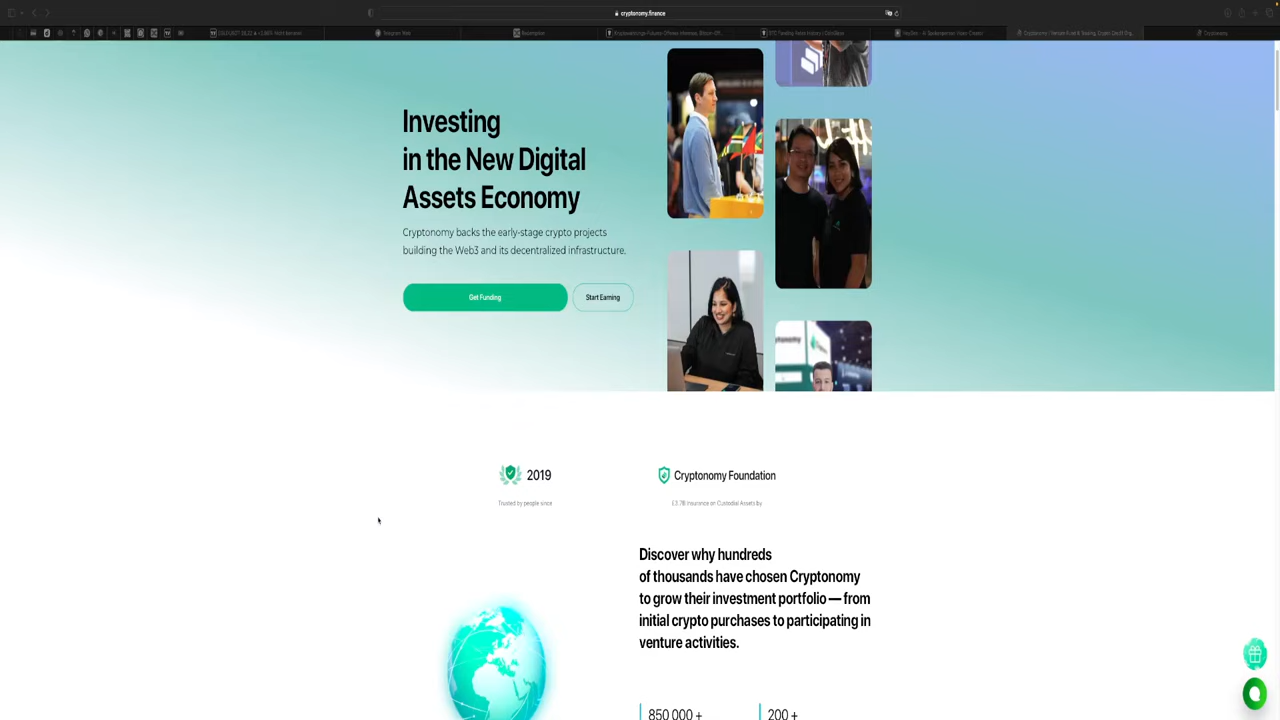 cryptonomy.finance
Telegram Web
Investing
in the New Digital
Assets Economy
Cryptonomy backs the early-stage crypto projects
building the Web3 and its decentralized infrastructure.
Get Funding
Start Earning
2019
Trusted by people since
Cryptonomy Foundation
£3.7B Insurance on Custodial Assets by
Discover why hundreds
of thousands have chosen Cryptonomy
to grow their investment portfolio — from
initial crypto purchases to participating in
venture activities.
850 000 +
200 +